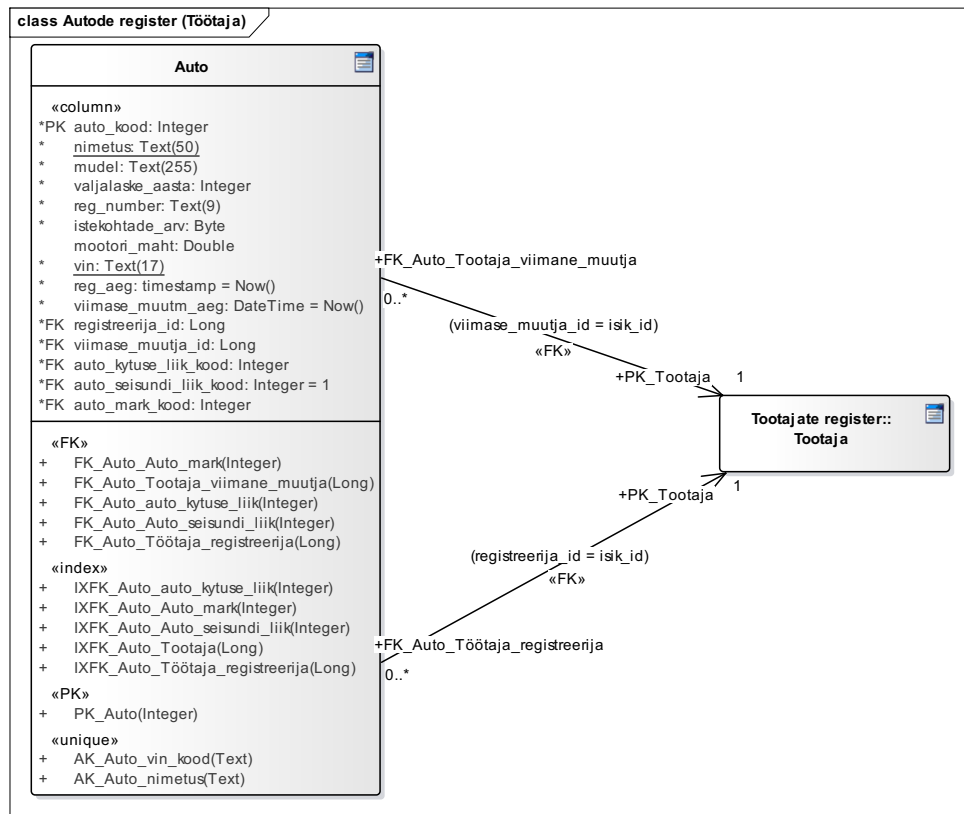 class Autode register (Töötaja)
Auto
«column»
*PK auto_kood: Integer
* nimetus: Text(50)
* mudel: Text(255)
* valjalaske_aasta: Integer
* reg_number: Text(9)
* istekohtade_arv: Byte
mootori_maht: Double
* vin: Text(17)
* reg_aeg: timestamp = Now()
* viimase_muutm_aeg: DateTime = Now()
*FK registreerija_id: Long
*FK viimase_muutja_id: Long
*FK auto_kytuse_liik_kood: Integer
*FK auto_seisundi_liik_kood: Integer = 1
*FK auto_mark_kood: Integer
«FK»
+ FK_Auto_Auto_mark(Integer)
+ FK_Auto_Tootaja_viimane_muutja(Long)
+ FK_Auto_auto_kytuse_liik(Integer)
+ FK_Auto_Auto_seisundi_liik(Integer)
+ FK_Auto_Töötaja_registreerija(Long)
«index»
+ IXFK_Auto_auto_kytuse_liik(Integer)
+ IXFK_Auto_Auto_mark(Integer)
+ IXFK_Auto_Auto_seisundi_liik(Integer)
+ IXFK_Auto_Tootaja(Long)
+ IXFK_Auto_Töötaja_registreerija(Long)
«PK»
+ PK_Auto(Integer)
«unique»
+ AK_Auto_vin_kood(Text)
+ AK_Auto_nimetus(Text)
+FK_Auto_Tootaja_viimane_muutja
0..*
(viimase_muutja_id = isik_id)
«FK»
+PK_Tootaja 1
Tootajate register::
Tootaja
+PK_Tootaja 1
(registreerija_id = isik_id)
«FK»
+FK_Auto_Töötaja_registreerija
0..*